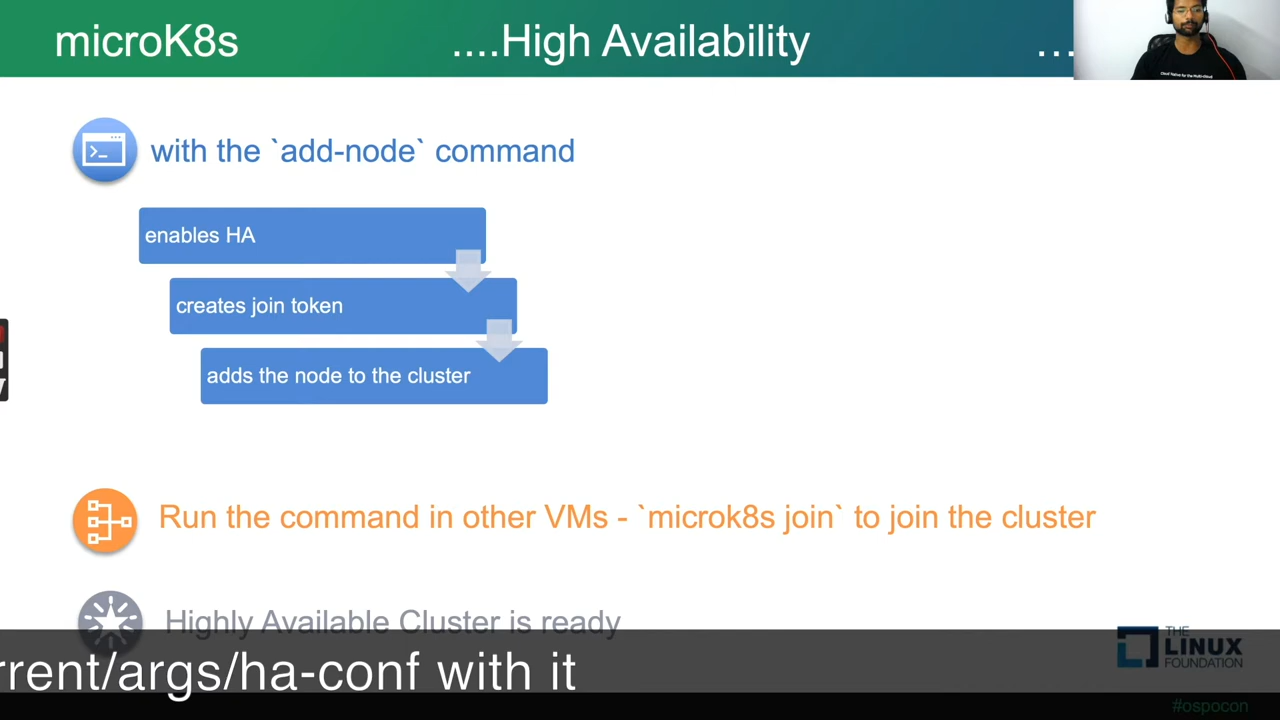 microK8s ....High Availability ...
with the `add-node` command
enables HA
creates join token
adds the node to the cluster
Run the command in other VMs - `microk8s join` to join the cluster
Highly Available Cluster is ready
rrent/args/ha-conf with it
THE
LINUX
FOUNDATION
#ospocon